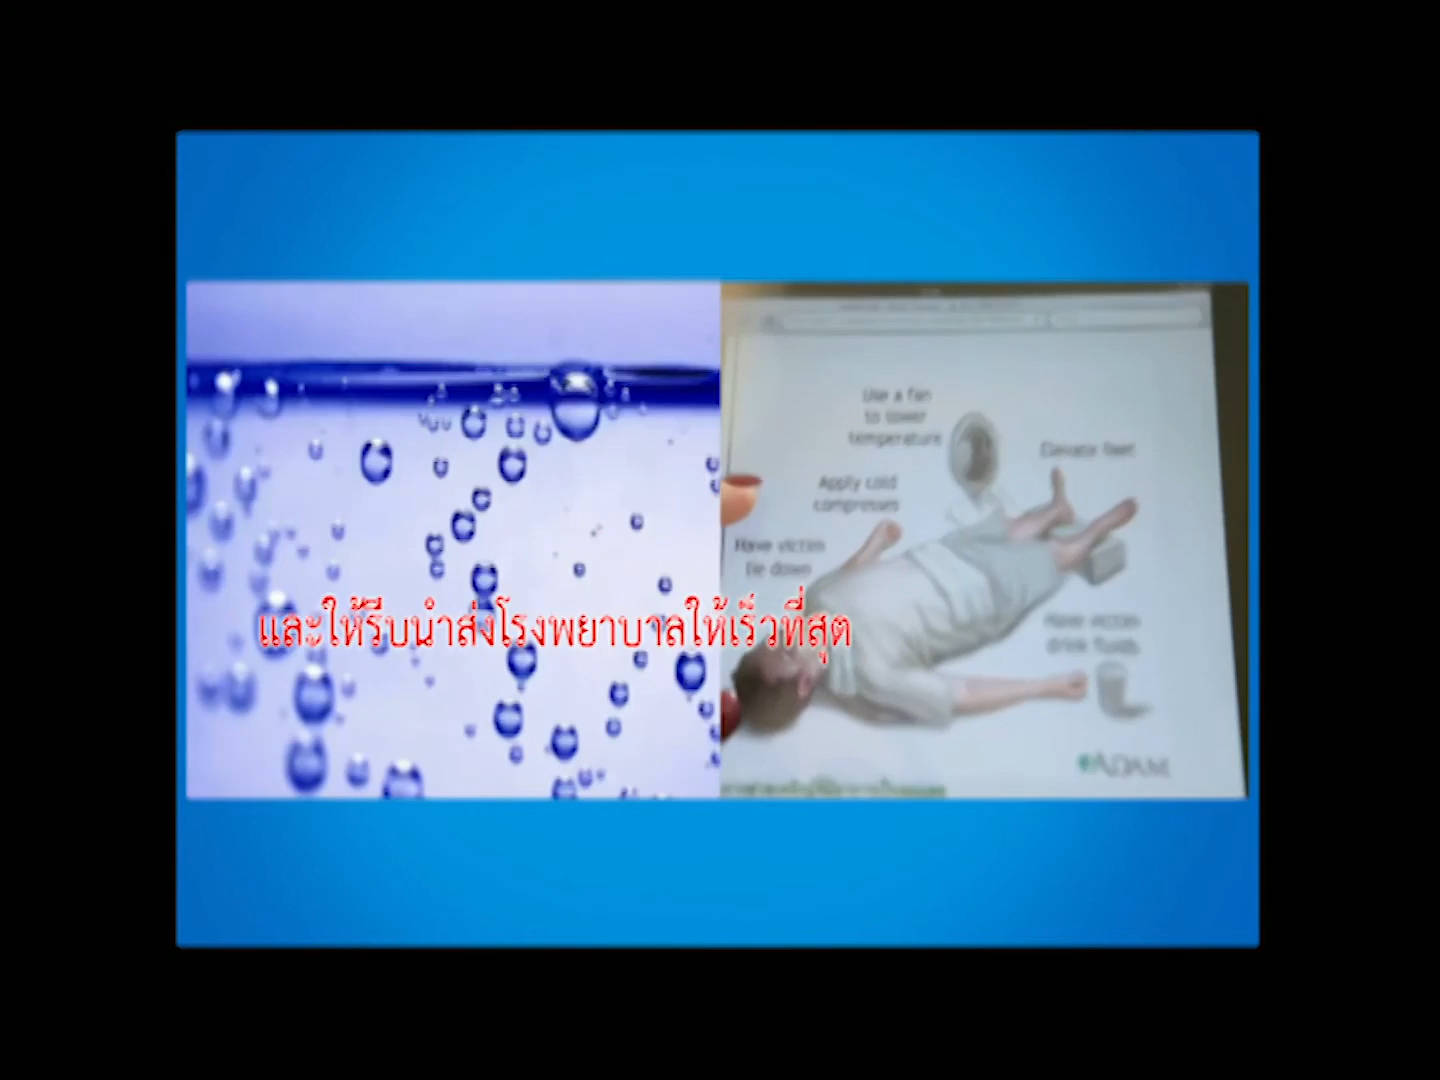 และให้รีบนำส่งโรงพยาบาลให้เร็วที่สุต
Use a fan
to lower
temperature
Elevate feet
Apply cold
compresses
Have victim
lie down
Have victim
drink fluids
ADAM